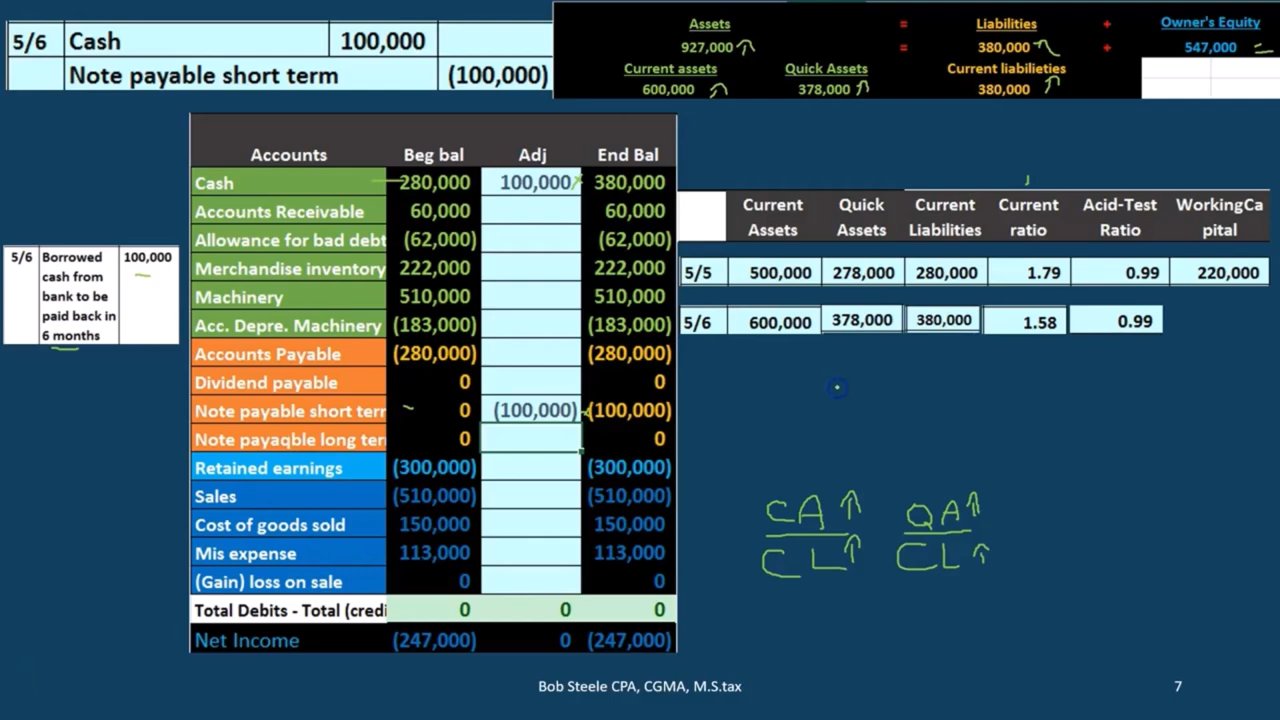 5/6 Cash 100,000
Note payable short term (100,000)
Assets = Liabilities + Owner's Equity
927,000 = 380,000 + 547,000
Current assets Quick Assets Current liabilieties
600,000 378,000 380,000
Accounts Beg bal Adj End Bal
Cash 280,000 100,000 380,000
Accounts Receivable 60,000 60,000
Allowance for bad debt (62,000) (62,000)
Merchandise inventory 222,000 222,000
Machinery 510,000 510,000
Acc. Depre. Machinery (183,000) (183,000)
Accounts Payable (280,000) (280,000)
Dividend payable 0 0
Note payable short terr 0 (100,000) (100,000)
Note payaqble long ter 0 0
Retained earnings (300,000) (300,000)
Sales (510,000) (510,000)
Cost of goods sold 150,000 150,000
Mis expense 113,000 113,000
(Gain) loss on sale 0 0
Total Debits - Total (credi 0 0 0
Net Income (247,000) 0 (247,000)
5/6 Borrowed 100,000
cash from
bank to be
paid back in
6 months
Current Quick Current Current Acid-Test WorkingCa
Assets Assets Liabilities ratio Ratio pital
5/5 500,000 278,000 280,000 1.79 0.99 220,000
5/6 600,000 378,000 380,000 1.58 0.99
CA↑ QA↑
CL↑ CL↑
Bob Steele CPA, CGMA, M.S.tax
7